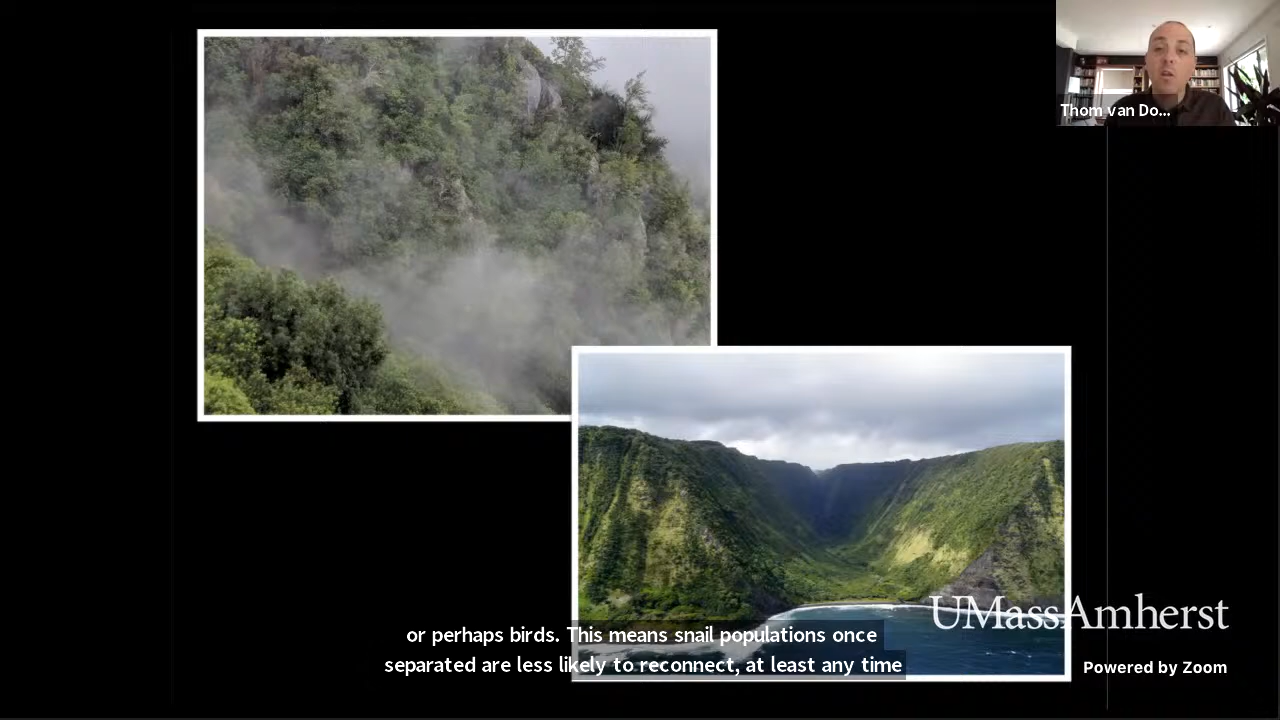 Thom van Do...
or perhaps birds. This means snail populations once
separated are less likely to reconnect, at least any time
UMassAmherst
Powered by Zoom